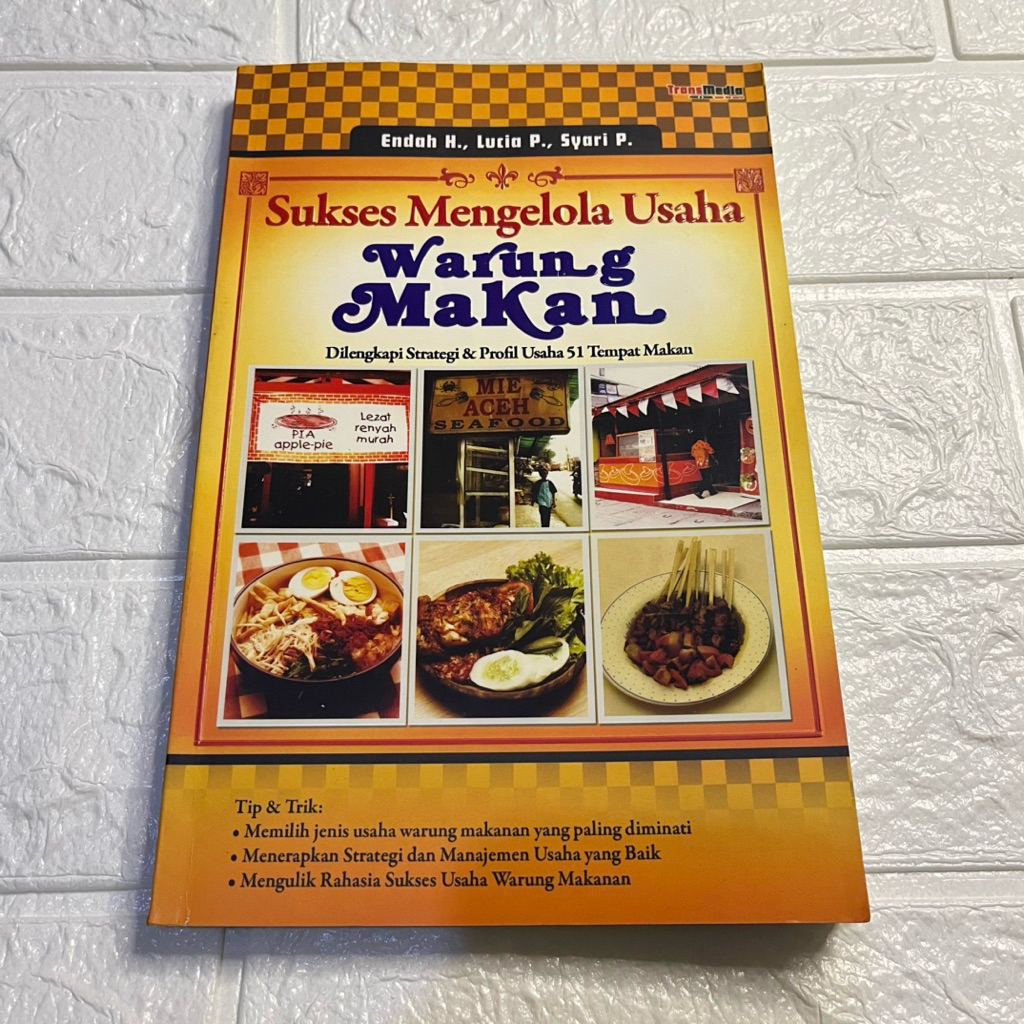 TransMedia
Endah H., Lucia P., Syari P.
Sukses Mengelola Usaha
Warung
Makan
Dilengkapi Strategi & Profil Usaha 51 Tempat Makan
PIA
apple-pie
Lezat
renyah
murah
MIE
ACEH
SEAFOOD
Tip & Trik:
• Memilih jenis usaha warung makanan yang paling diminati
• Menerapkan Strategi dan Manajemen Usaha yang Baik
• Mengulik Rahasia Sukses Usaha Warung Makanan